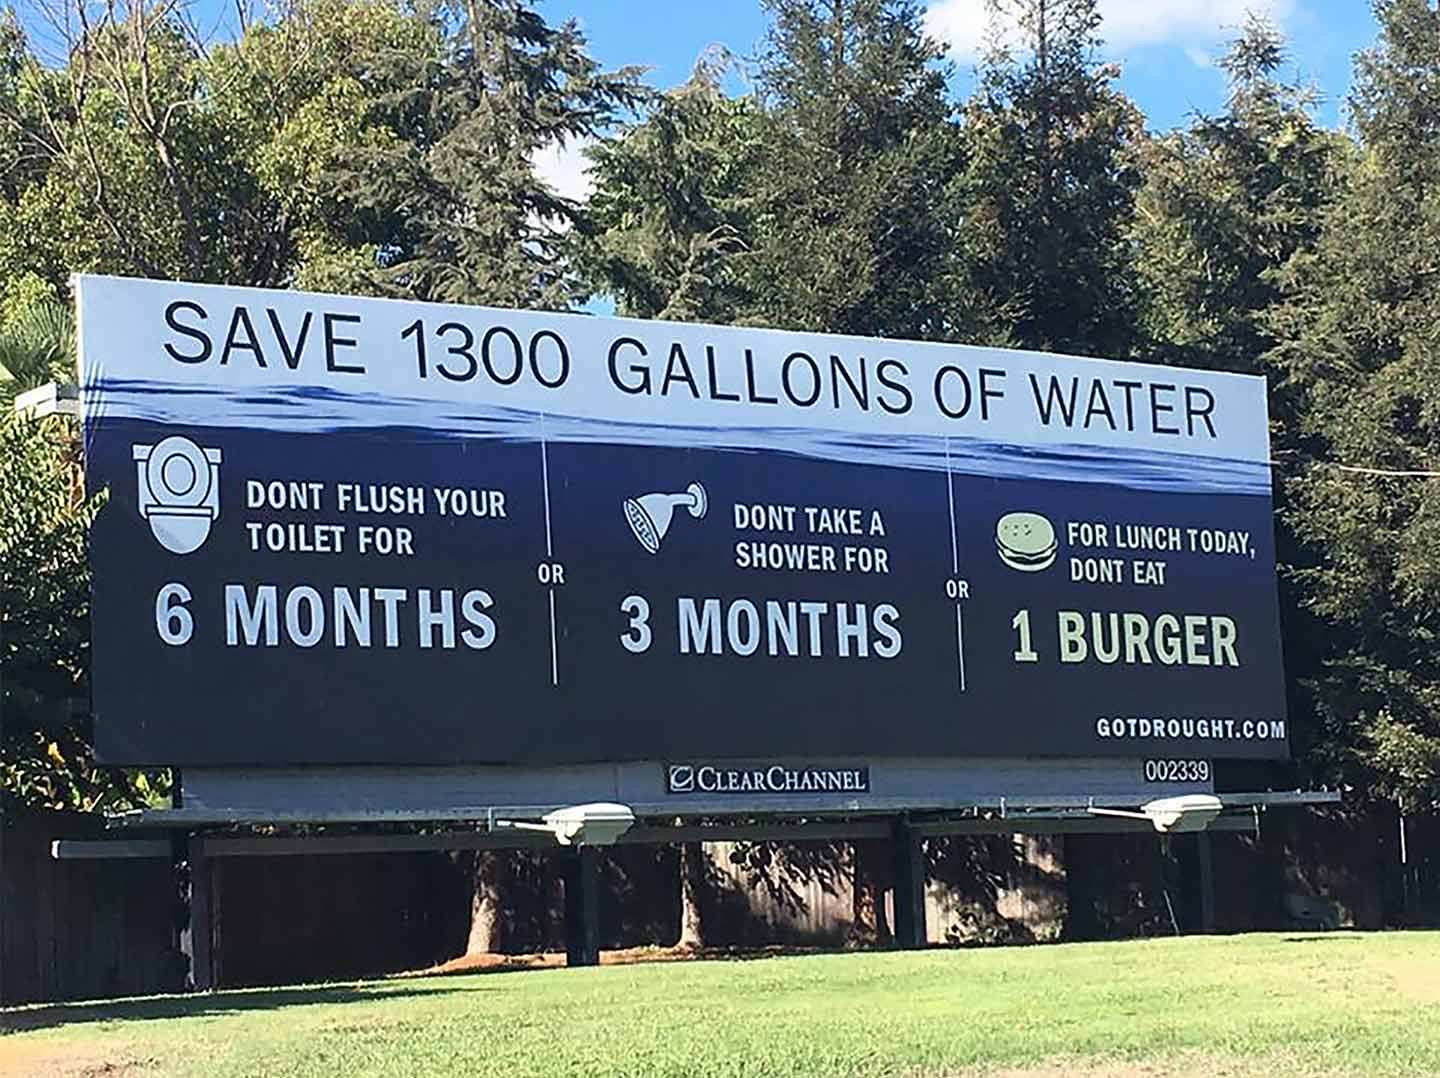 SAVE 1300 GALLONS OF WATER
DONT FLUSH YOUR
TOILET FOR
6 MONTHS
OR
DONT TAKE A
SHOWER FOR
3 MONTHS
OR
FOR LUNCH TODAY,
DONT EAT
1 BURGER
GOTDROUGHT.COM
CLEARCHANNEL
002339